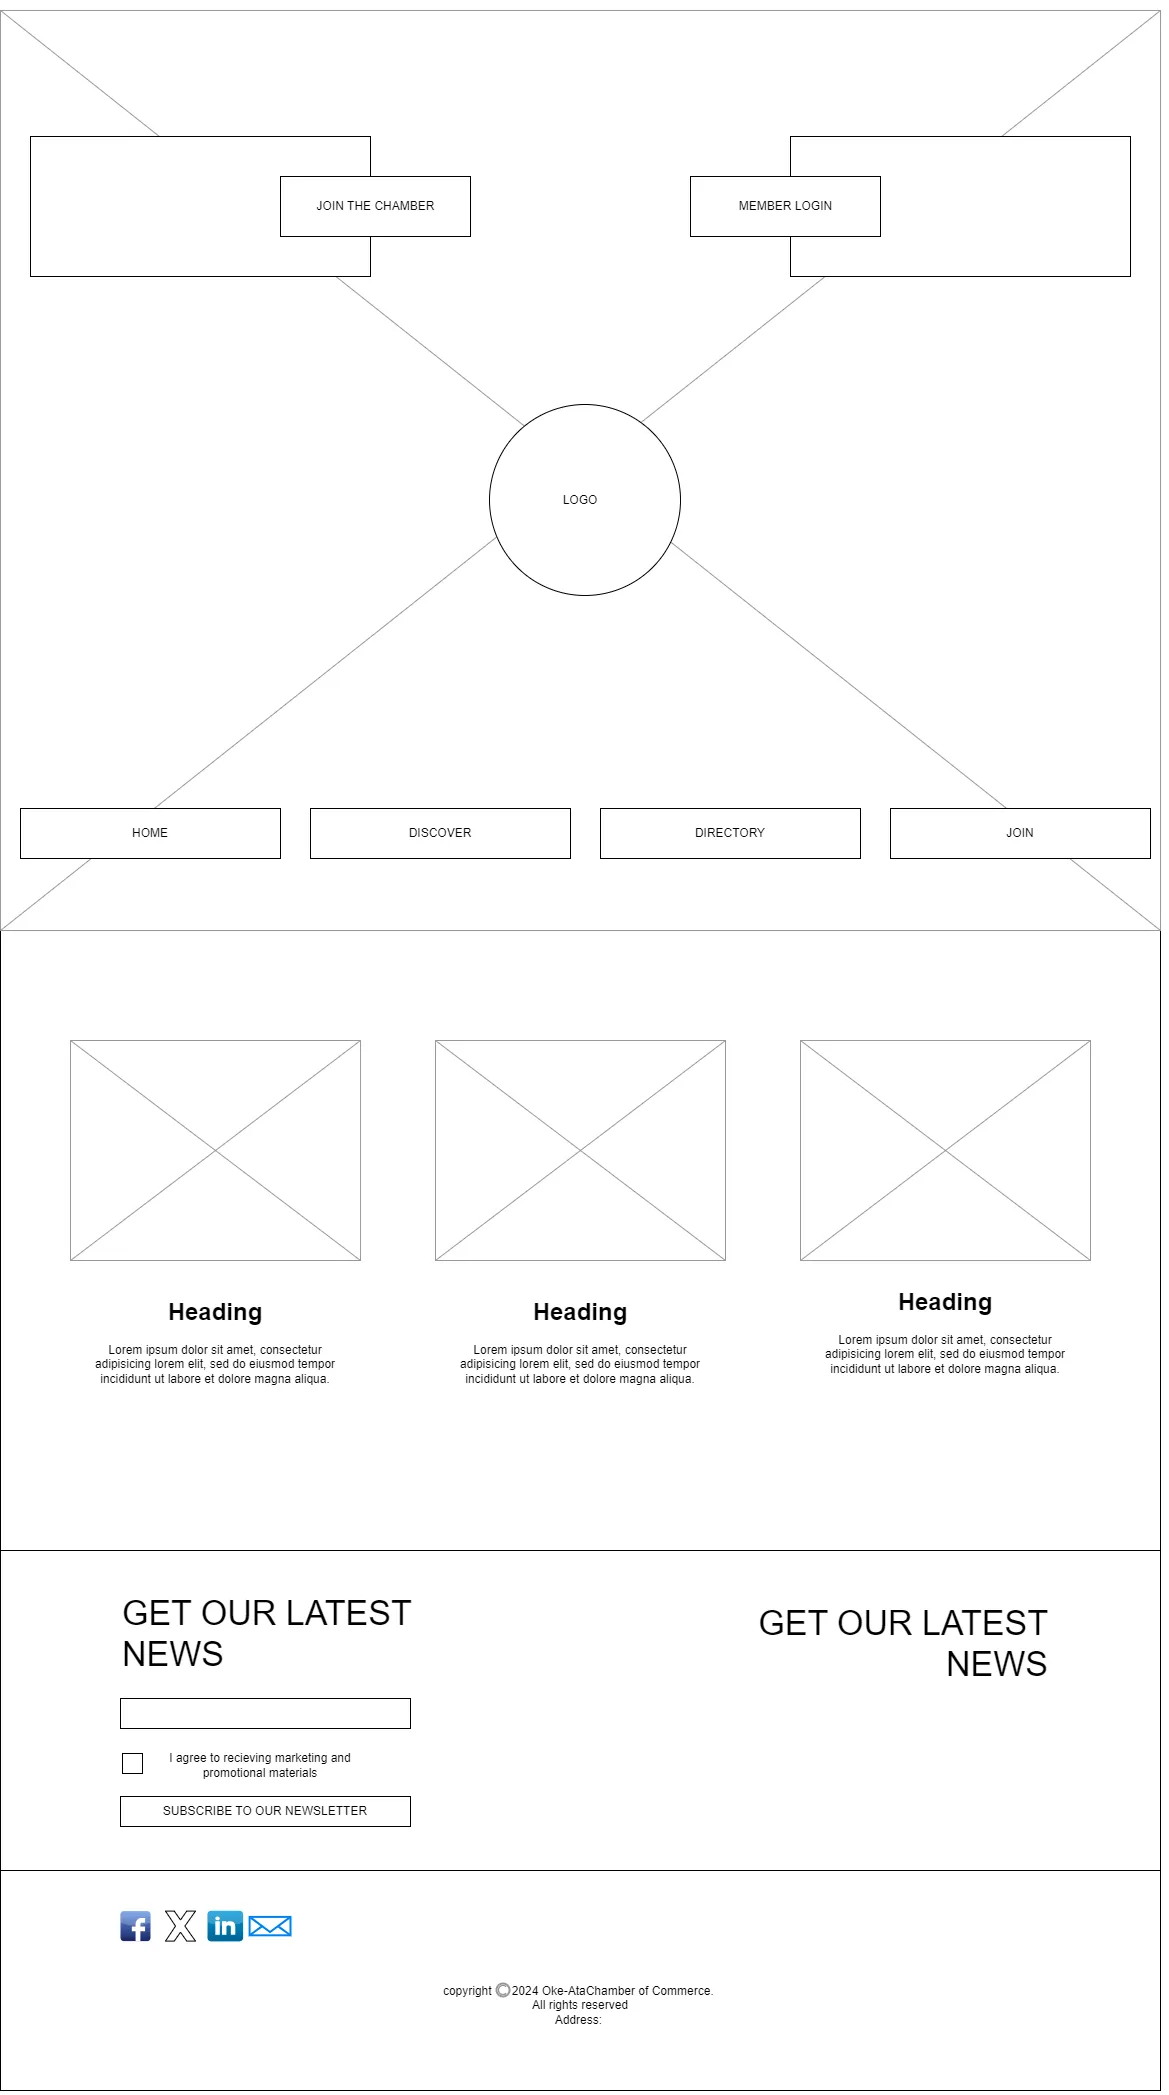 JOIN THE CHAMBER
MEMBER LOGIN
LOGO
HOME
DISCOVER
DIRECTORY
JOIN
Heading
Lorem ipsum dolor sit amet, consectetur
adipisicing lorem elit, sed do eiusmod tempor
incididunt ut labore et dolore magna aliqua.
Heading
Lorem ipsum dolor sit amet, consectetur
adipisicing lorem elit, sed do eiusmod tempor
incididunt ut labore et dolore magna aliqua.
Heading
Lorem ipsum dolor sit amet, consectetur
adipisicing lorem elit, sed do eiusmod tempor
incididunt ut labore et dolore magna aliqua.
GET OUR LATEST
NEWS
I agree to recieving marketing and
promotional materials
SUBSCRIBE TO OUR NEWSLETTER
GET OUR LATEST
NEWS
f X in
copyright ©2024 Oke-AtaChamber of Commerce.
All rights reserved
Address: